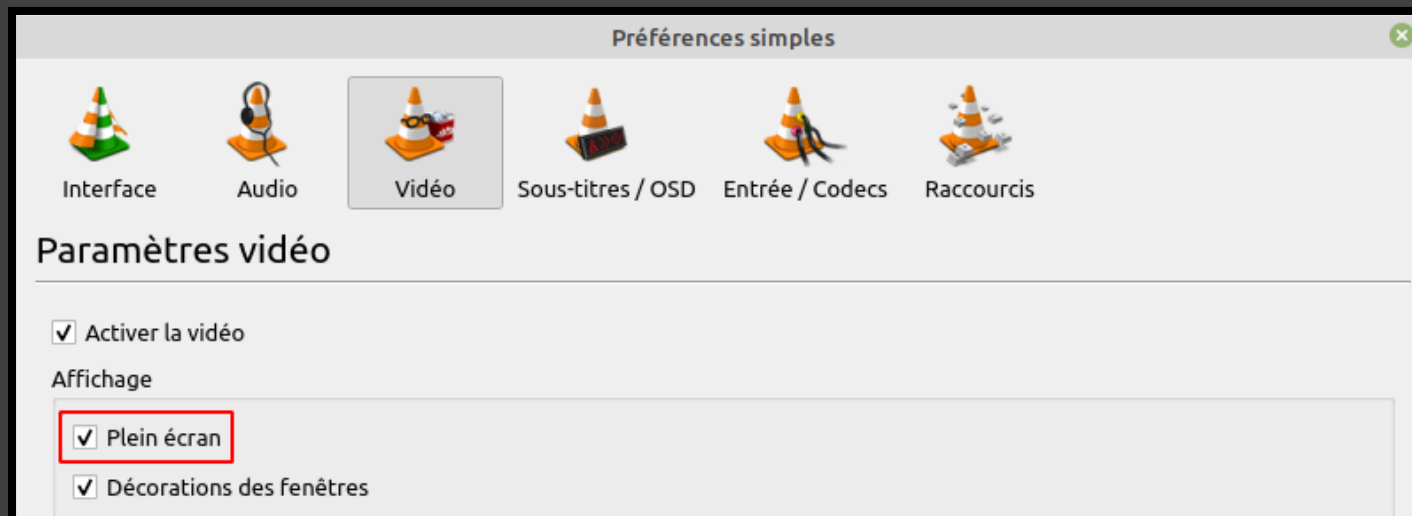 Préférences simples
Interface Audio Vidéo Sous-titres / OSD Entrée / Codecs Raccourcis
Paramètres vidéo
Activer la vidéo
Affichage
Plein écran
Décorations des fenêtres